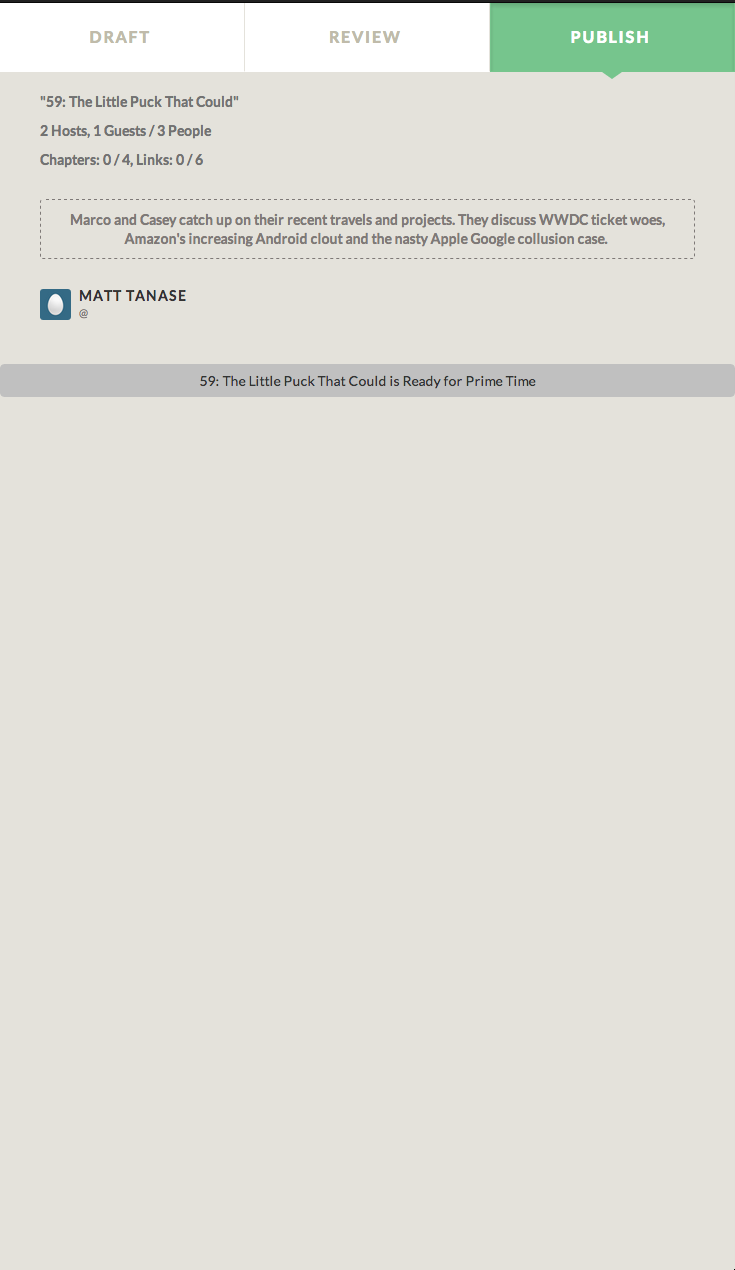 DRAFT
REVIEW
PUBLISH
"59: The Little Puck That Could"
2 Hosts, 1 Guests / 3 People
Chapters: 0 / 4, Links: 0 / 6
Marco and Casey catch up on their recent travels and projects. They discuss WWDC ticket woes,
Amazon's increasing Android clout and the nasty Apple Google collusion case.
MATT TANASE
@
59: The Little Puck That Could is Ready for Prime Time